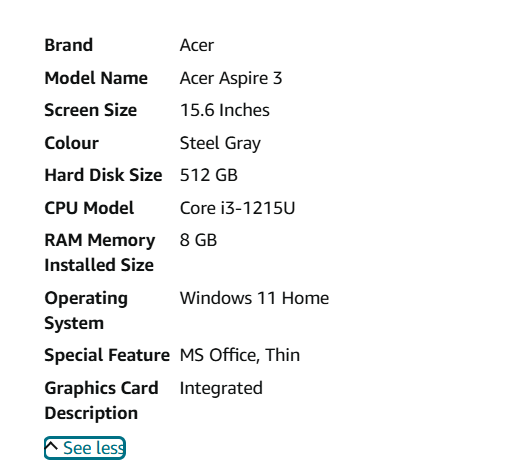 Brand Acer
Model Name Acer Aspire 3
Screen Size 15.6 Inches
Colour Steel Gray
Hard Disk Size 512 GB
CPU Model Core i3-1215U
RAM Memory 8 GB
Installed Size
Operating Windows 11 Home
System
Special Feature MS Office, Thin
Graphics Card Integrated
Description
See less